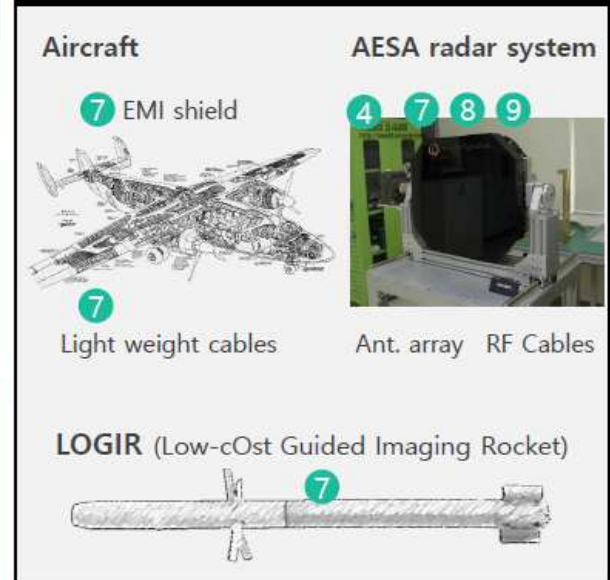 Aircraft
AESA radar system
7 EMI shield
4 7 8 9
7
Light weight cables
Ant. array RF Cables
LOGIR (Low-cOst Guided Imaging Rocket)
7